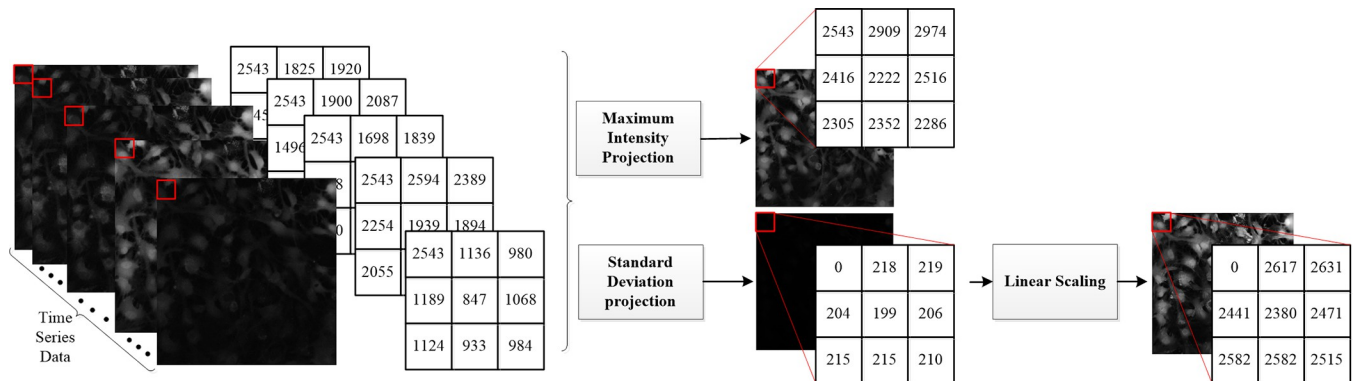 2543 1825 1920
2543 1900 2087
1496
2543 1698 1839
2543 2594 2389
2254 1939 1894
2055
2543 1136 980
1189 847 1068
1124 933 984
Time
Series
Data
Maximum
Intensity
Projection
2543 2909 2974
2416 2222 2516
2305 2352 2286
Standard
Deviation
projection
0 218 219
204 199 206
215 215 210
Linear Scaling
0 2617 2631
2441 2380 2471
2582 2582 2515